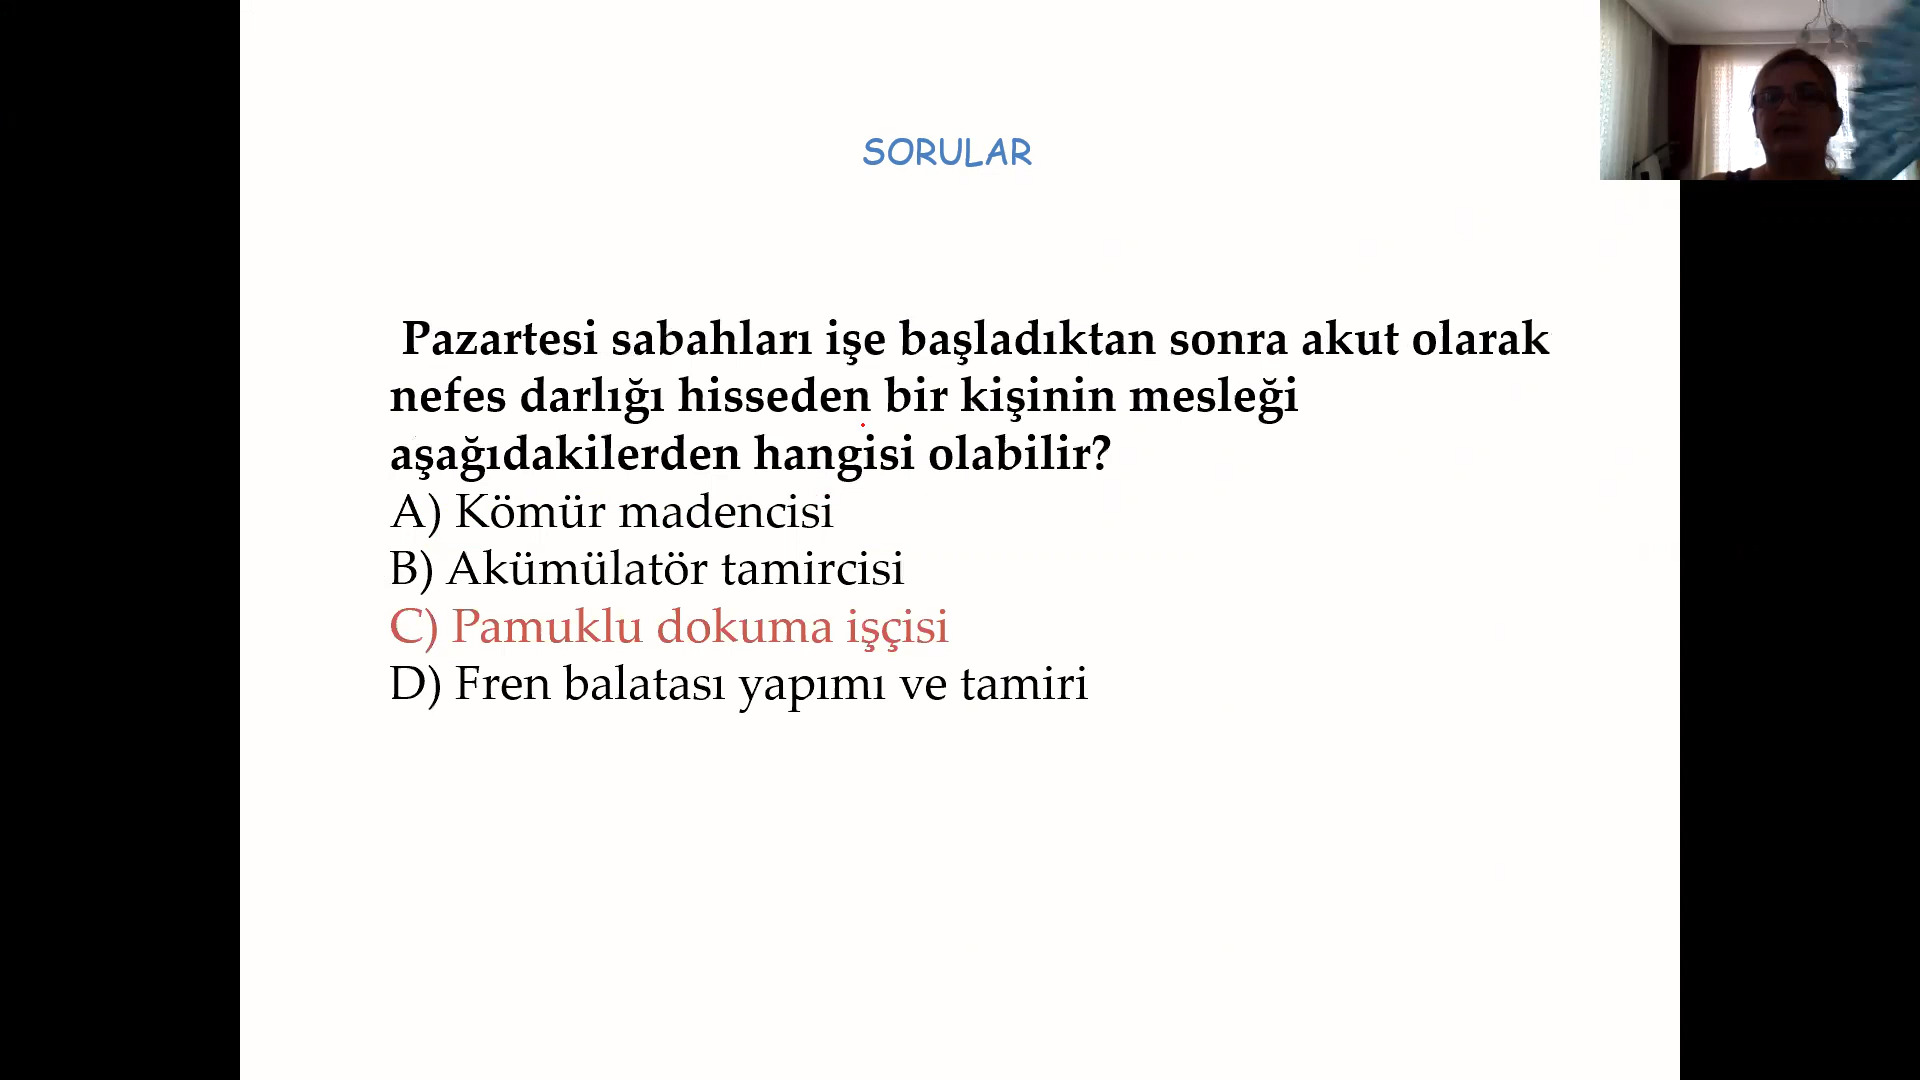 SORULAR
Pazartesi sabahları işe başladıktan sonra akut olarak
nefes darlığı hisseden bir kişinin mesleği
aşağıdakilerden hangisi olabilir?
A) Kömür madencisi
B) Akümülatör tamircisi
C) Pamuklu dokuma işçisi
D) Fren balatası yapımı ve tamiri